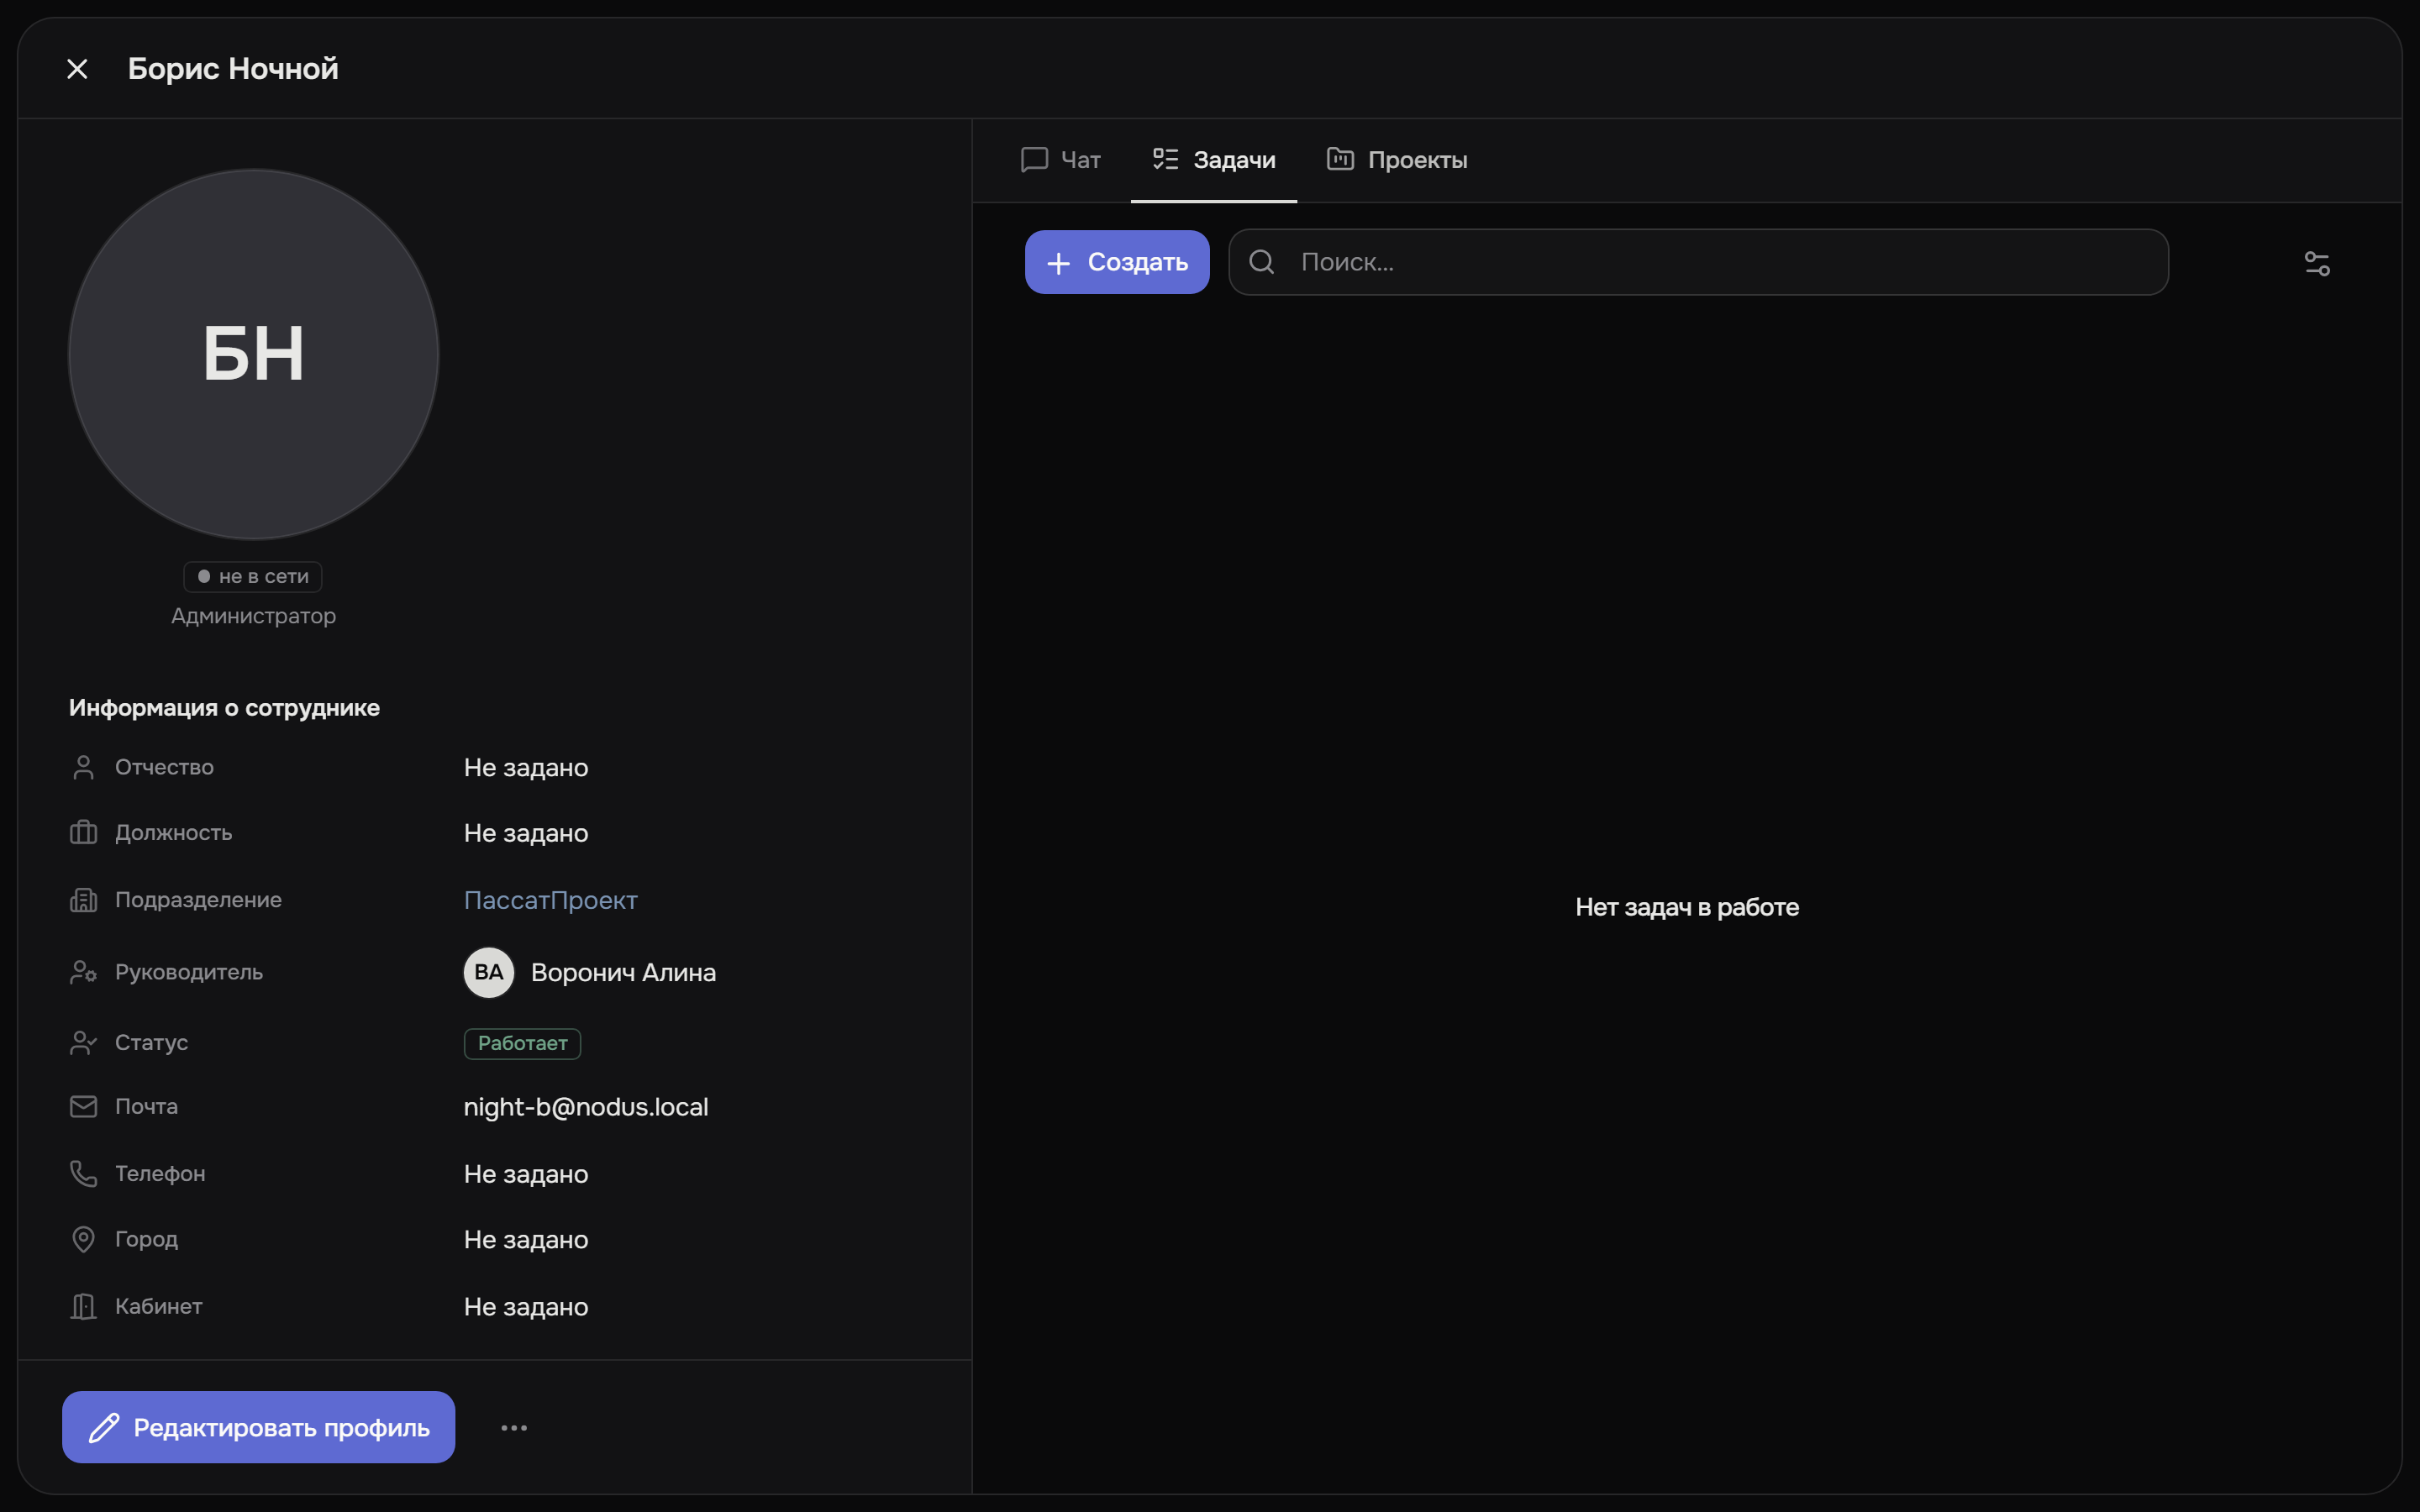 Борис Ночной
БН
не в сети
Администратор
Информация о сотруднике
Отчество Не задано
Должность Не задано
Подразделение ПассатПроект
Руководитель ВА Воронич Алина
Статус Работает
Почта night-b@nodus.local
Телефон Не задано
Город Не задано
Кабинет Не задано
Редактировать профиль
Чат Задачи Проекты
Создать Поиск...
Нет задач в работе